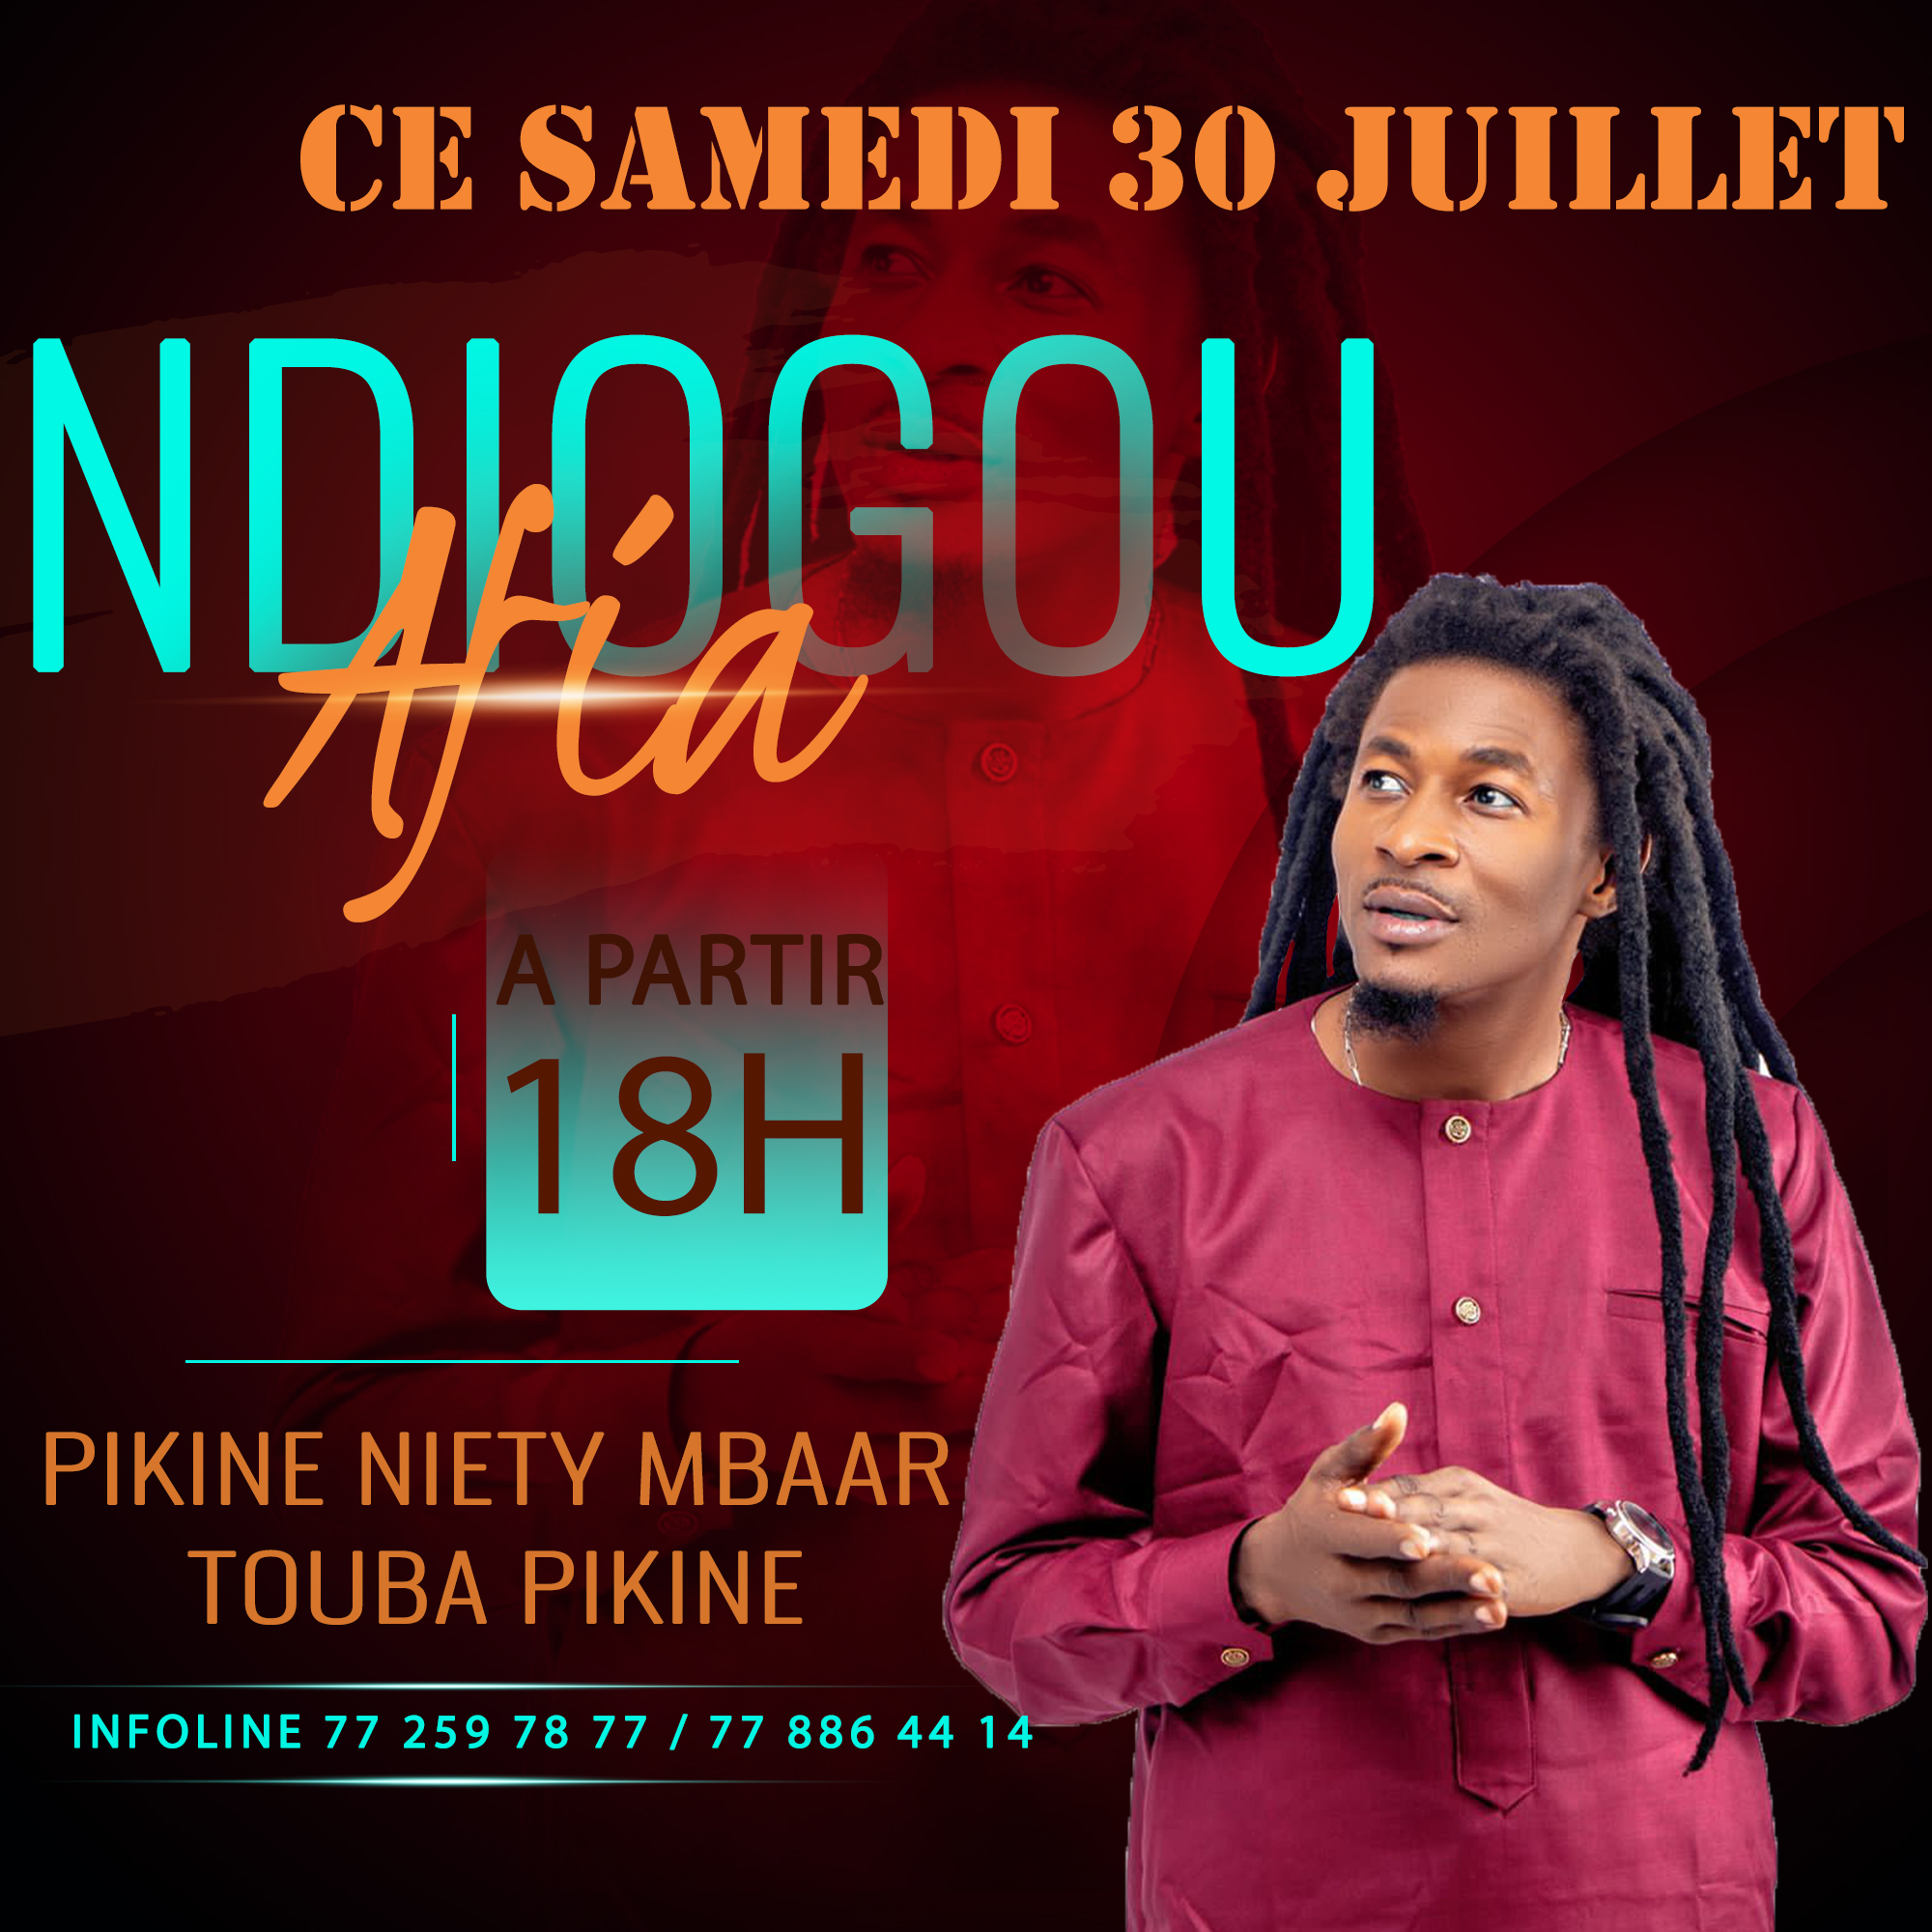 CE SAMEDI 30 JUILLET
NDIOGOU
Afia
A PARTIR
18H
PIKINE NIETY MBAAR
TOUBA PIKINE
INFOLINE 77 259 78 77 / 77 886 44 14